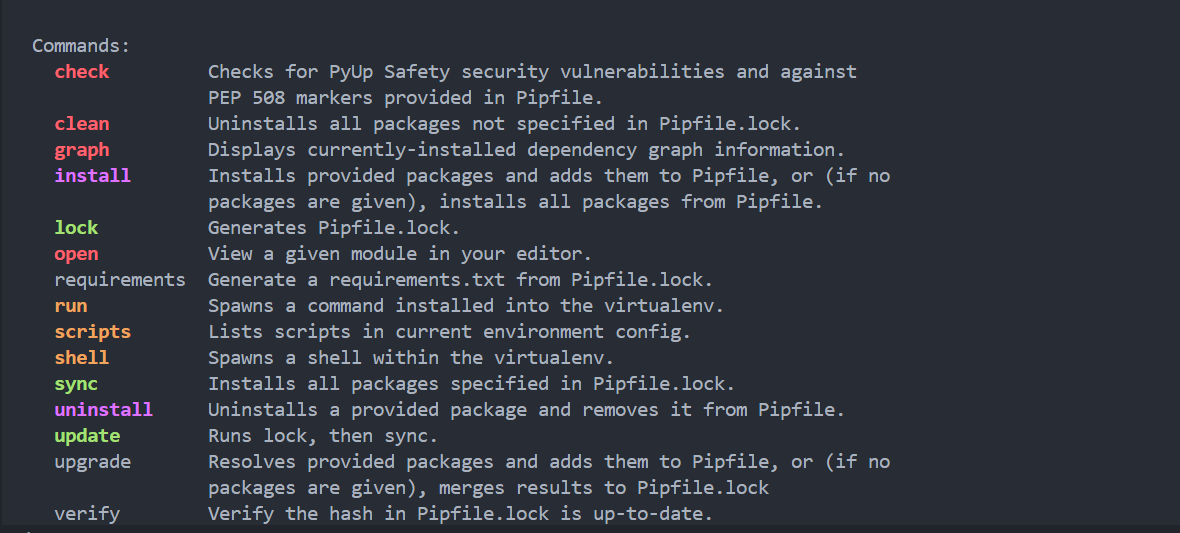 Commands:
check Checks for PyUp Safety security vulnerabilities and against
PEP 508 markers provided in Pipfile.
clean Uninstalls all packages not specified in Pipfile.lock.
graph Displays currently-installed dependency graph information.
install Installs provided packages and adds them to Pipfile, or (if no
packages are given), installs all packages from Pipfile.
lock Generates Pipfile.lock.
open View a given module in your editor.
requirements Generate a requirements.txt from Pipfile.lock.
run Spawns a command installed into the virtualenv.
scripts Lists scripts in current environment config.
shell Spawns a shell within the virtualenv.
sync Installs all packages specified in Pipfile.lock.
uninstall Uninstalls a provided package and removes it from Pipfile.
update Runs lock, then sync.
upgrade Resolves provided packages and adds them to Pipfile, or (if no
packages are given), merges results to Pipfile.lock
verify Verify the hash in Pipfile.lock is up-to-date.